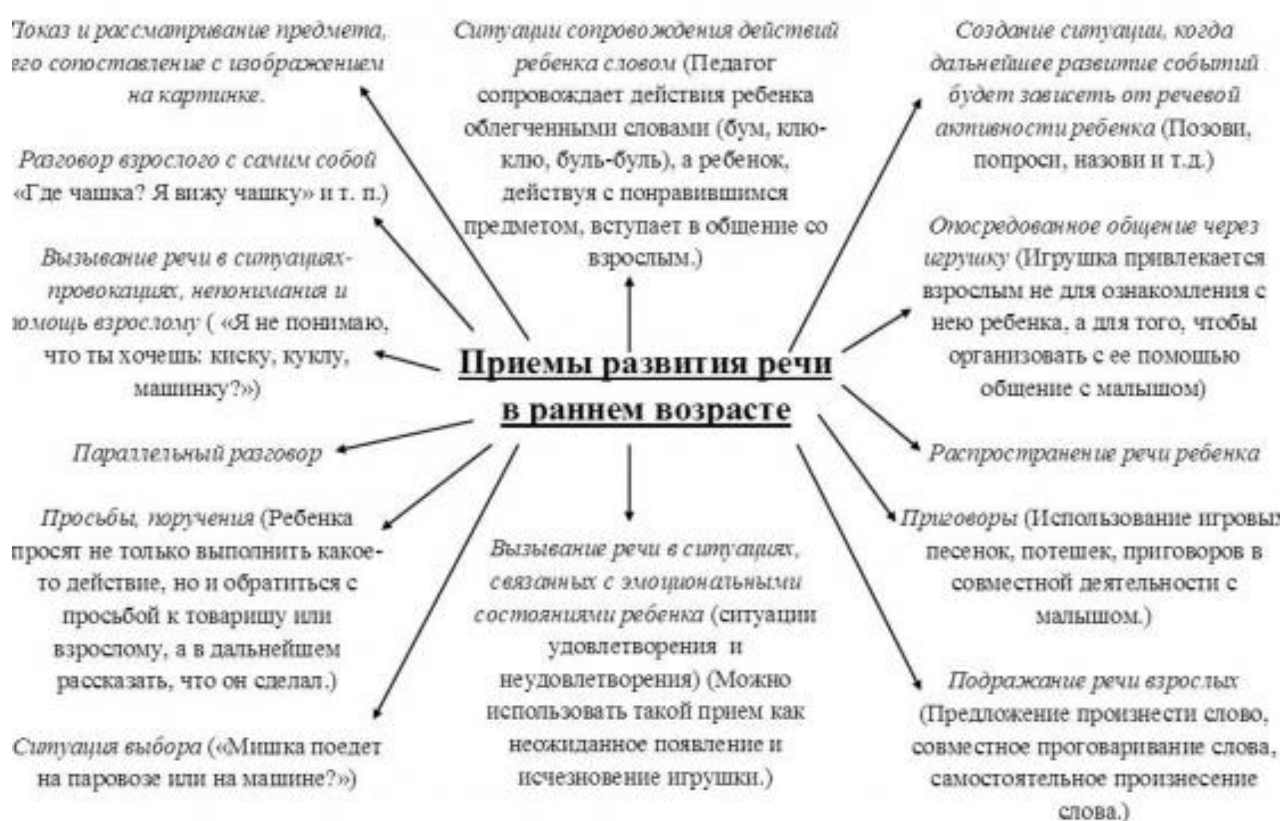 Показ и рассматривание предмета,
его сопоставление с изображением
на картинке.
Разговор взрослого с самим собой
«Где чашка? Я вижу чашку» и т. п.)
Вызывание речи в ситуациях-
провокациях, непонимания и
помощь взрослому ( «Я не понимаю,
что ты хочешь: киску, куклу,
машинку?»)
Параллельный разговор
Просьбы, поручения (Ребенка
просят не только выполнить какое-
то действие, но и обратиться с
просьбой к товарищу или
взрослому, а в дальнейшем
рассказать, что он сделал.)
Ситуация выбора («Мишка поедет
на паровозе или на машине?»)
Ситуации сопровождения действий
ребенка словом (Педагог
сопровождает действия ребенка
облегченными словами (бум, клю-
клю, буль-буль), а ребенок,
действуя с понравившимся
предметом, вступает в общение со
взрослым.)
Приемы развития речи
в раннем возрасте
Вызывание речи в ситуациях,
связанных с эмоциональными
состояниями ребенка (ситуации
удовлетворения и
неудовлетворения) (Можно
использовать такой прием как
неожиданное появление и
исчезновение игрушки.)
Создание ситуации, когда
дальнейшее развитие событий
будет зависеть от речевой
активности ребенка (Позови,
попроси, назови и т.д.)
Опосредованное общение через
игрушку (Игрушка привлекается
взрослым не для ознакомления с
нею ребенка, а для того, чтобы
организовать с ее помощью
общение с малышом)
Распространение речи ребенка
Приговоры (Использование игровых
песенок, потешек, приговоров в
совместной деятельности с
малышом.)
Подражание речи взрослых
(Предложение произнести слово,
совместное проговаривание слова,
самостоятельное произнесение
слова.)